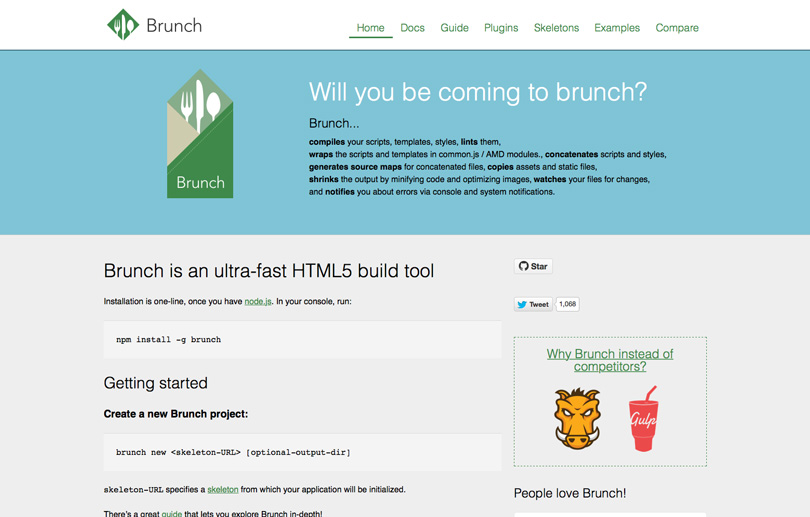 Brunch
Home Docs Guide Plugins Skeletons Examples Compare
Brunch
Will you be coming to brunch?
Brunch...
compiles your scripts, templates, styles, lints them,
wraps the scripts and templates in common.js / AMD modules., concatenates scripts and styles,
generates source maps for concatenated files, copies assets and static files,
shrinks the output by minifying code and optimizing images, watches your files for changes,
and notifies you about errors via console and system notifications.
Brunch is an ultra-fast HTML5 build tool
Installation is one-line, once you have node.js. In your console, run:
npm install -g brunch
Getting started
Create a new Brunch project:
brunch new <skeleton-URL> [optional-output-dir]
skeleton-URL specifies a skeleton from which your application will be initialized.
There's a great guide that lets you explore Brunch in-depth!
Star
Tweet 1,068
Why Brunch instead of
competitors?
Gulp
People love Brunch!